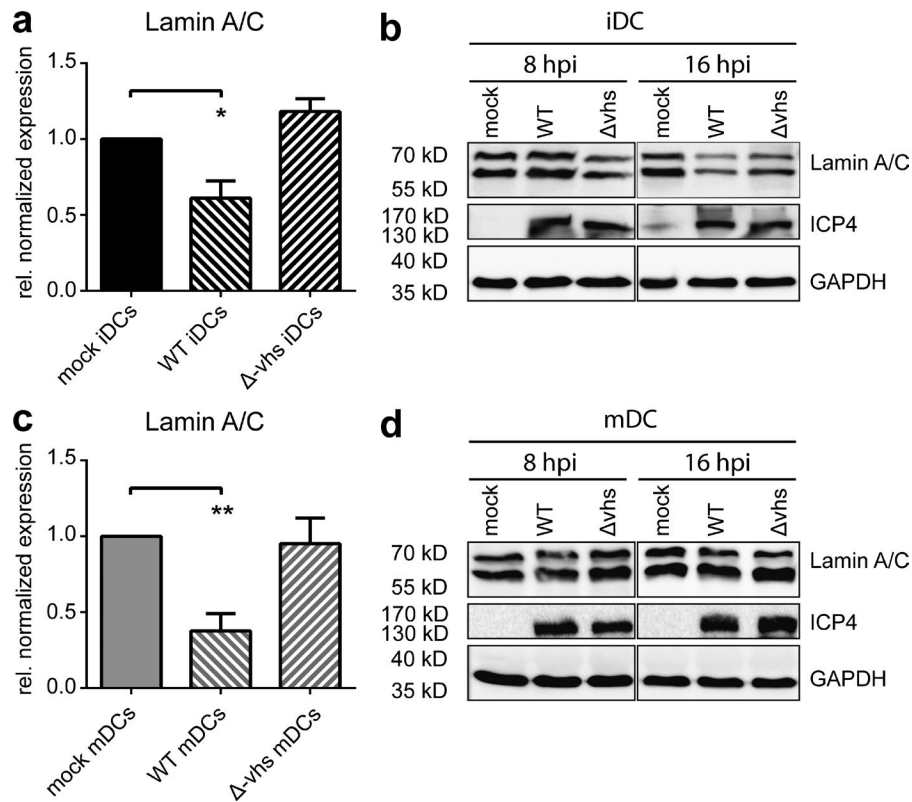 a
Lamin A/C
rel. normalized expression
1.5
1.0
0.5
0.0
*
mock iDCs
WT iDCs
Δ-vhs iDCs
b
iDC
8 hpi
16 hpi
mock
WT
Δvhs
mock
WT
Δvhs
70 kD
55 kD
170 kD
130 kD
40 kD
35 kD
Lamin A/C
ICP4
GAPDH
c
Lamin A/C
rel. normalized expression
1.5
1.0
0.5
0.0
**
mock mDCs
WT mDCs
Δ-vhs mDCs
d
mDC
8 hpi
16 hpi
mock
WT
Δvhs
mock
WT
Δvhs
70 kD
55 kD
170 kD
130 kD
40 kD
35 kD
Lamin A/C
ICP4
GAPDH